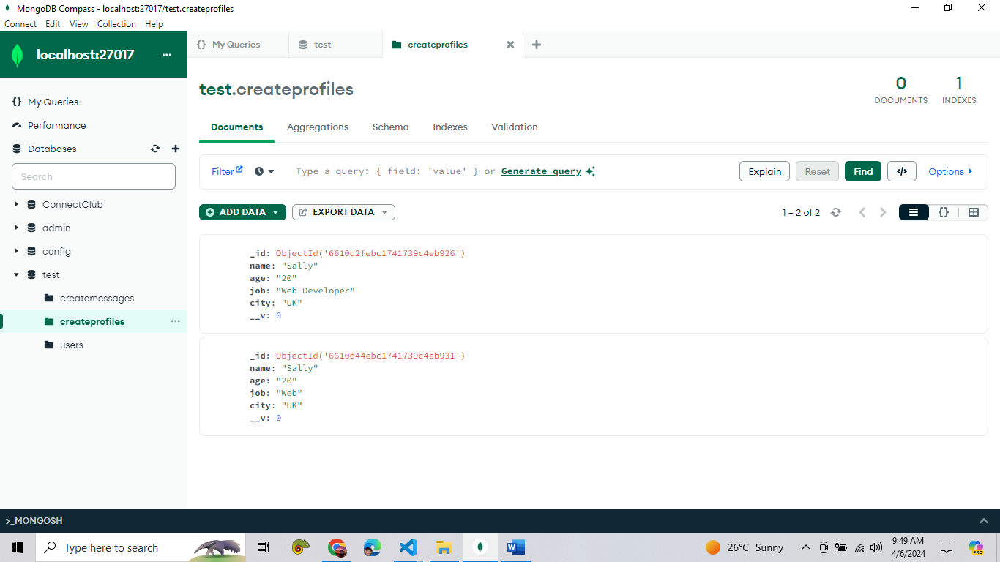 MongoDB Compass - localhost:27017/test.createprofiles
Connect Edit View Collection Help
localhost:27017 ...
{} My Queries
test
createprofiles
test.createprofiles
0
DOCUMENTS
1
INDEXES
My Queries
Performance
Databases
Search
ConnectClub
admin
config
test
createmessages
createprofiles ...
users
Documents Aggregations Schema Indexes Validation
Filter Type a query: { field: 'value' } or Generate query Explain Reset Find </> Options
ADD DATA EXPORT DATA 1 – 2 of 2 {}
_id: ObjectId('6610d2febc1741739c4eb926')
name: "Sally"
age: "20"
job: "Web Developer"
city: "UK"
__v: 0
_id: ObjectId('6610d44ebc1741739c4eb931')
name: "Sally"
age: "20"
job: "Web"
city: "UK"
__v: 0
>_MONGOSH
Type here to search
26°C Sunny
9:49 AM
4/6/2024
PRE